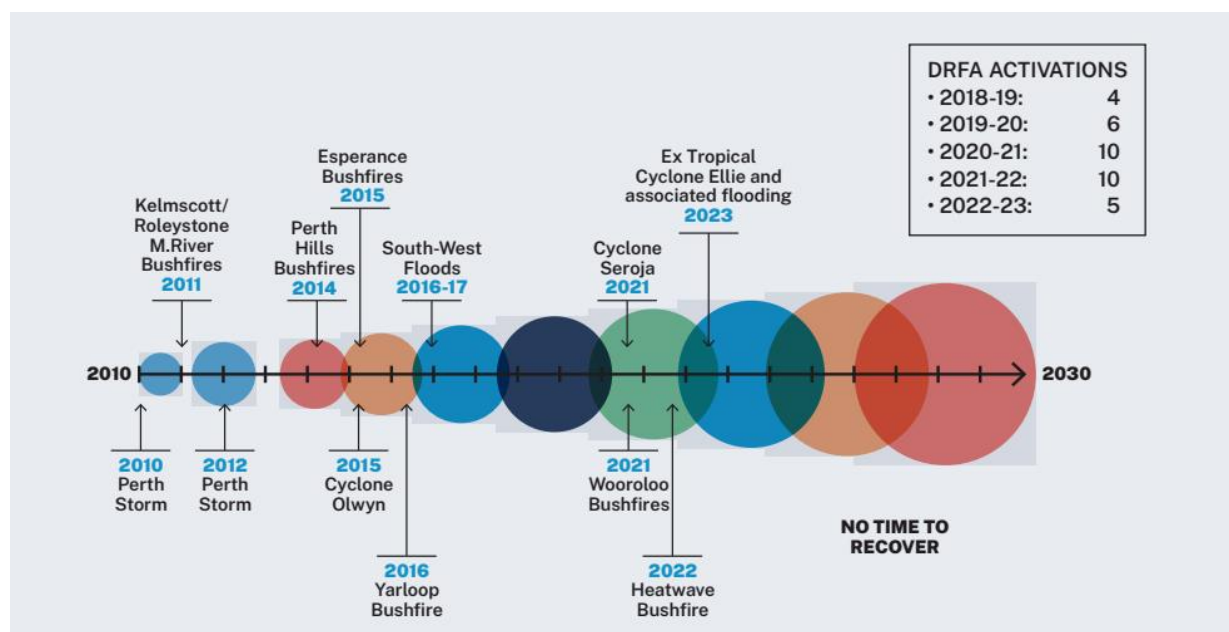 DRFA ACTIVATIONS
• 2018-19: 4
• 2019-20: 6
• 2020-21: 10
• 2021-22: 10
• 2022-23: 5
Kelmscott/
Roleystone
M.River
Bushfires
2011
Perth
Hills
Bushfires
2014
Esperance
Bushfires
2015
South-West
Floods
2016-17
Cyclone
Seroja
2021
Ex Tropical
Cyclone Ellie and
associated flooding
2023
2010
2030
2010
Perth
Storm
2012
Perth
Storm
2015
Cyclone
Olwyn
2016
Yarloop
Bushfire
2021
Wooroloo
Bushfires
2022
Heatwave
Bushfire
NO TIME TO
RECOVER